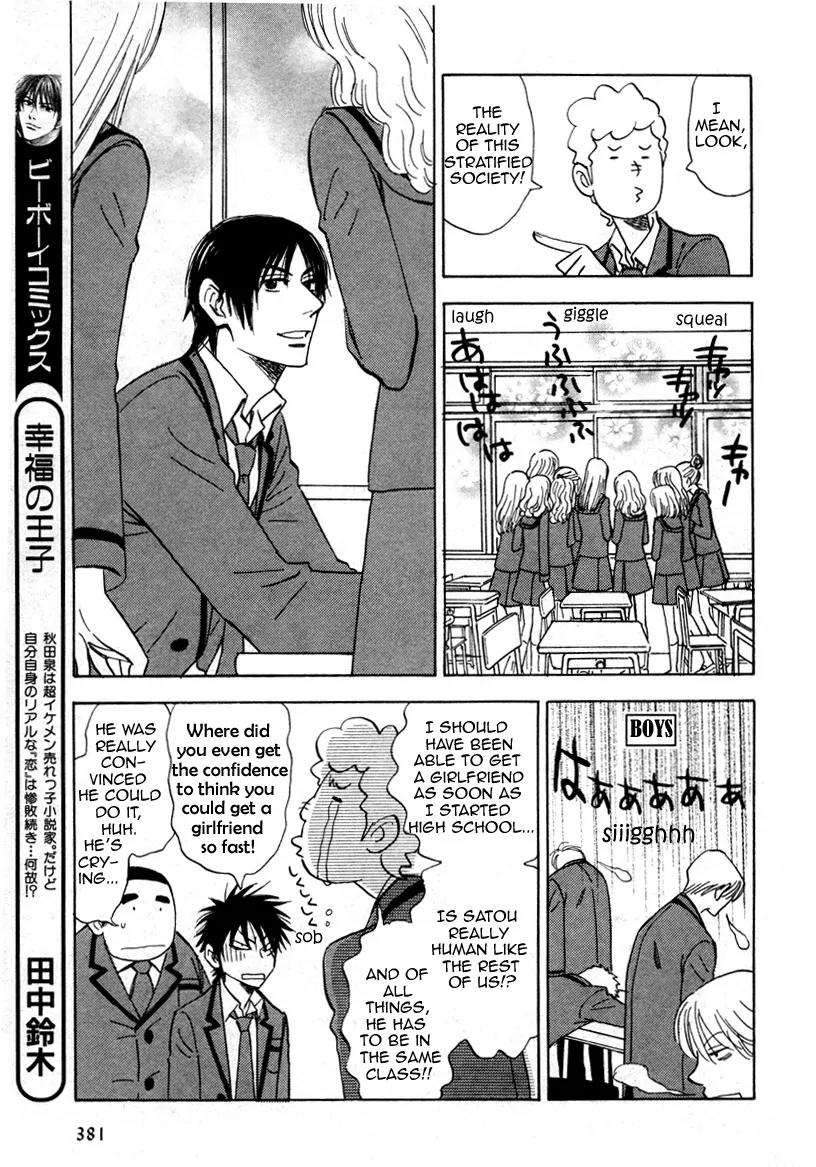 I
MEAN,
LOOK,
THE
REALITY
OF THIS
STRATIFIED
SOCIETY!
squeal
キャッ
キャッ
キャー
giggle
うふふふふふ
laugh
あはははは
BOYS
はぁぁぁぁぁぁ
siiigghhh
I SHOULD
HAVE BEEN
ABLE TO GET
A GIRLFRIEND
AS SOON AS
I STARTED
HIGH SCHOOL...
IS SATOU
REALLY
HUMAN LIKE
THE REST
OF US!?
AND OF
ALL
THINGS,
HE HAS
TO BE IN
THE SAME
CLASS!!
sob
Where did
you even get
the confidence
to think you
could get a
girlfriend
so fast!
HE WAS
REALLY
CON-
VINCED
HE COULD
DO IT,
HUH.
HE'S
CRY-
ING...
ビーボーイコミックス
幸福の王子
秋田泉は超イケメン売れっ子小説家。だけど
自分自身のリアルな『恋』は惨敗続き…何故!?
田中鈴木
381